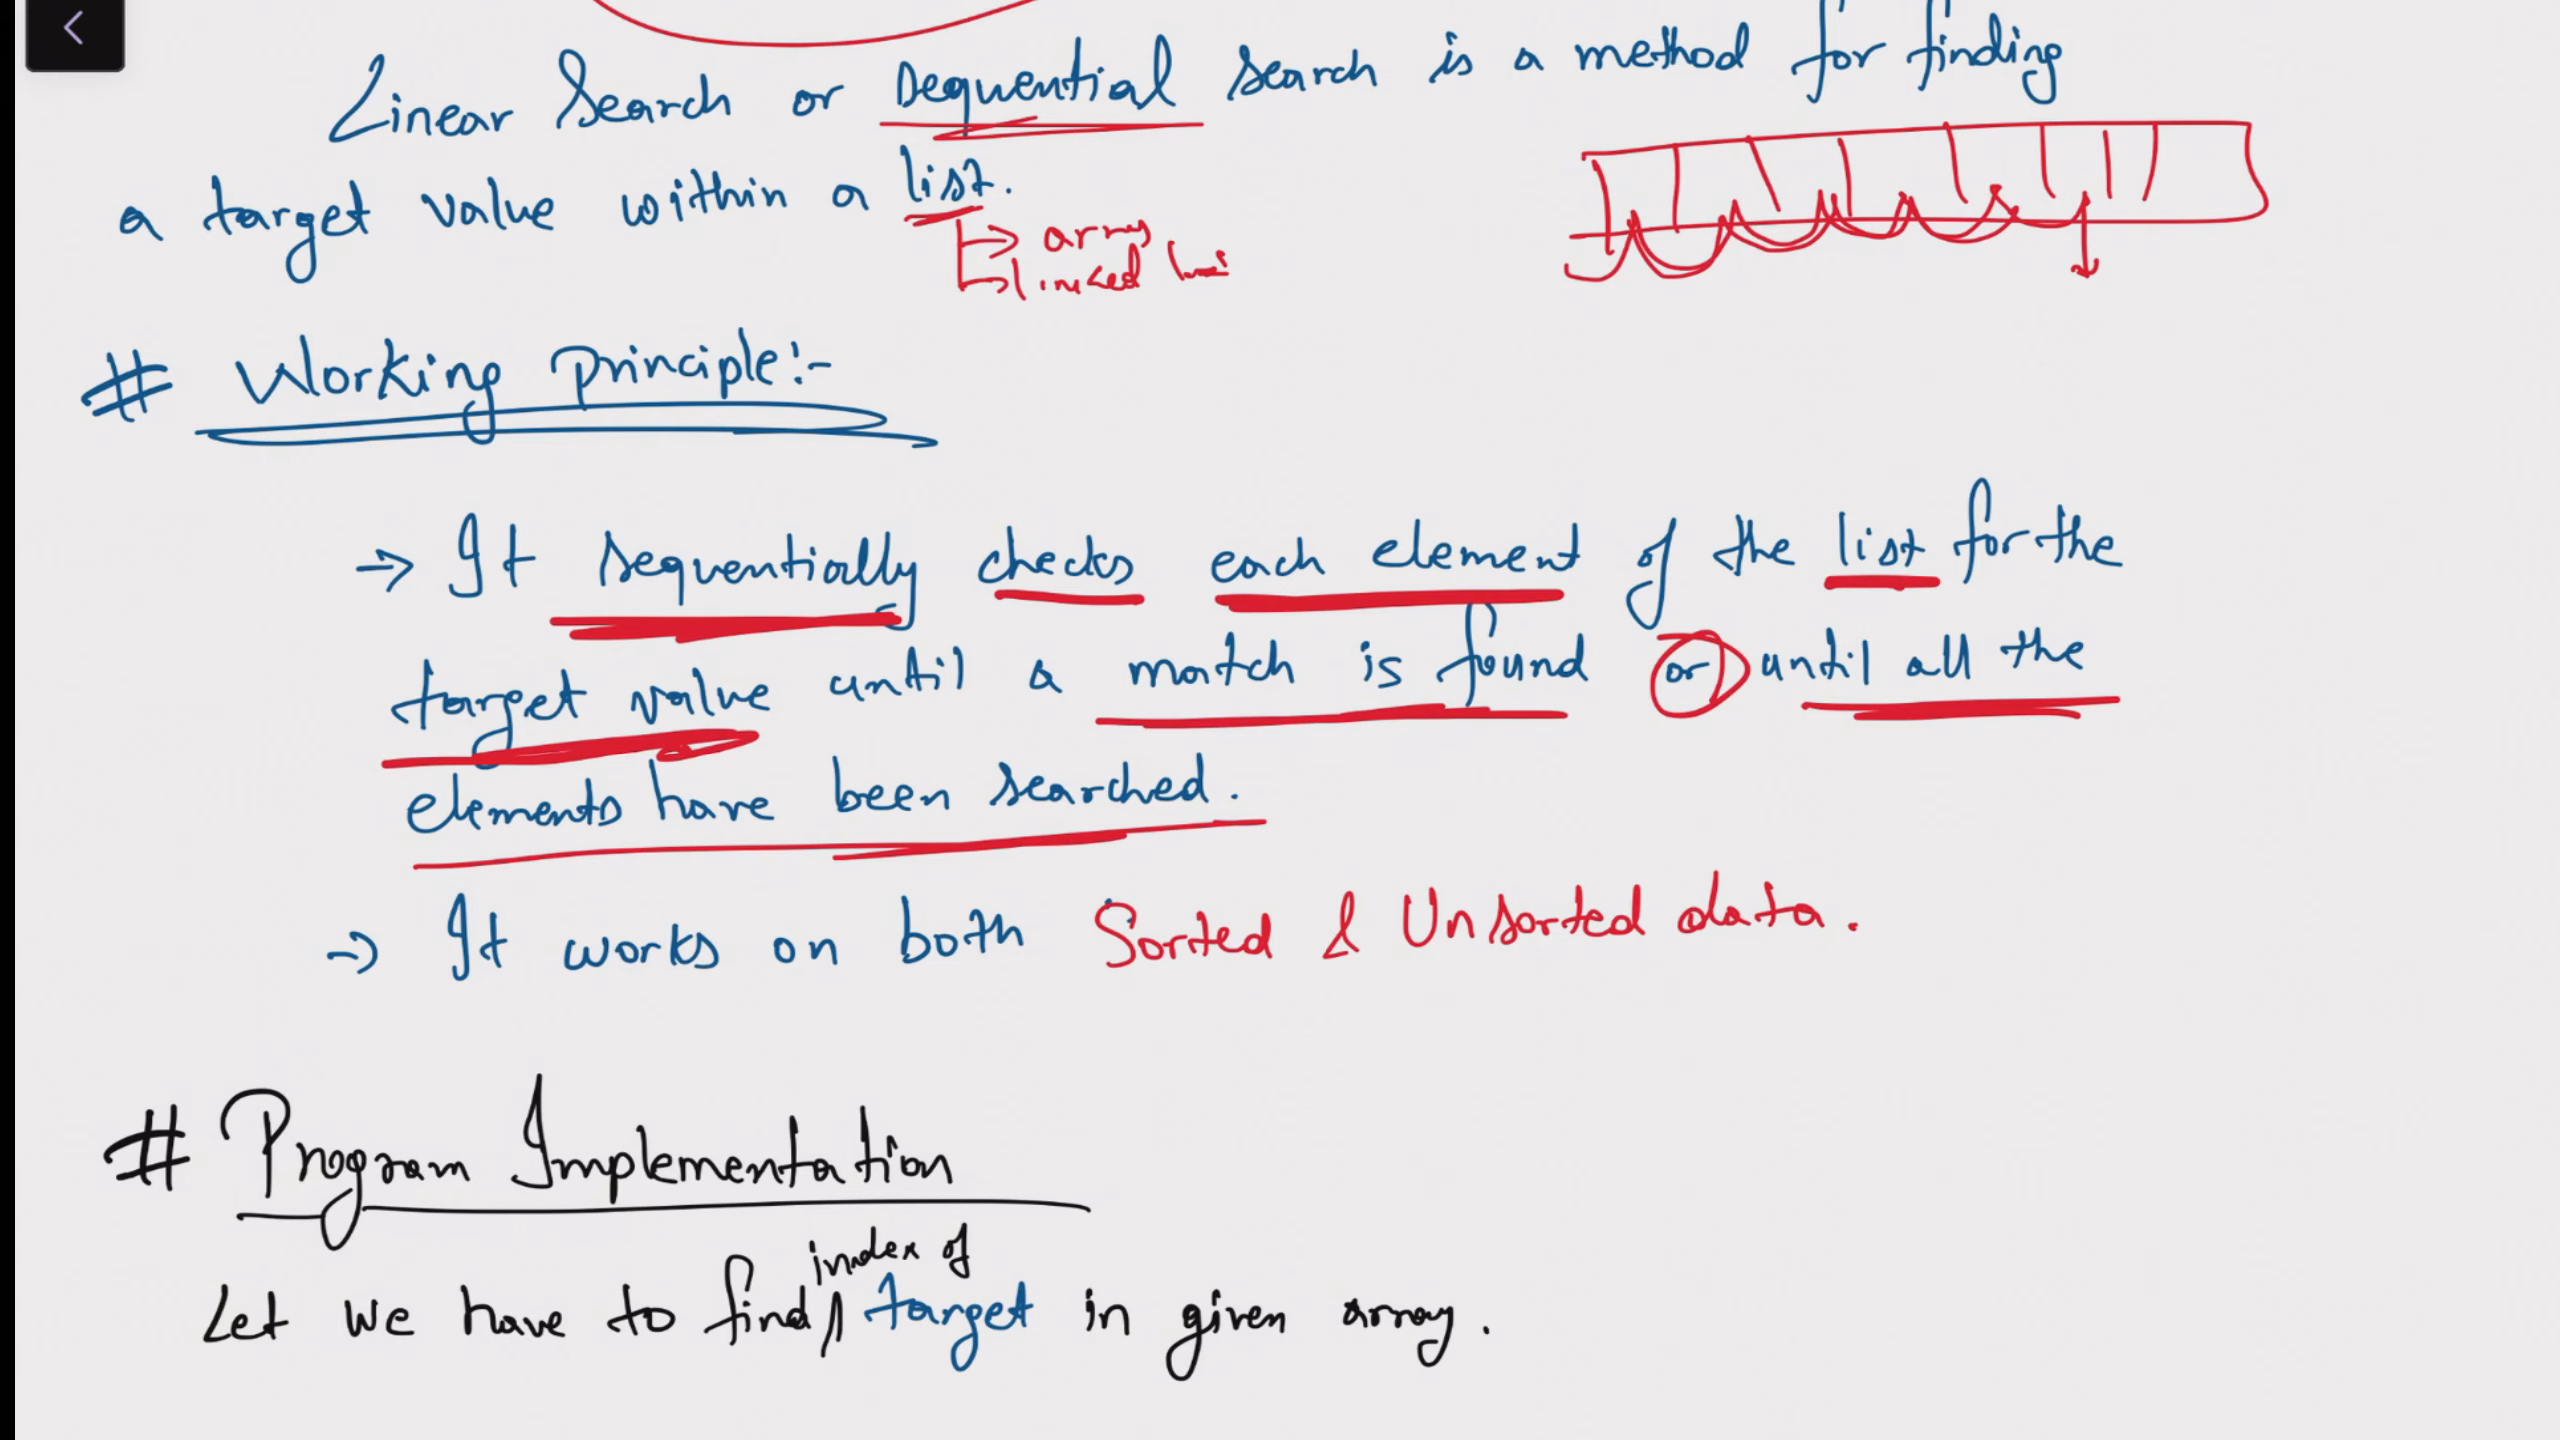 Linear Search or Sequential search is a method for finding
a target value within a list.
array
linked list
# Working principle:-
→ It sequentially checks each element of the list for the
target value until a match is found or until all the
elements have been searched.
→ It works on both Sorted & Unsorted data.
# Program Implementation
index of
Let we have to find target in given array.